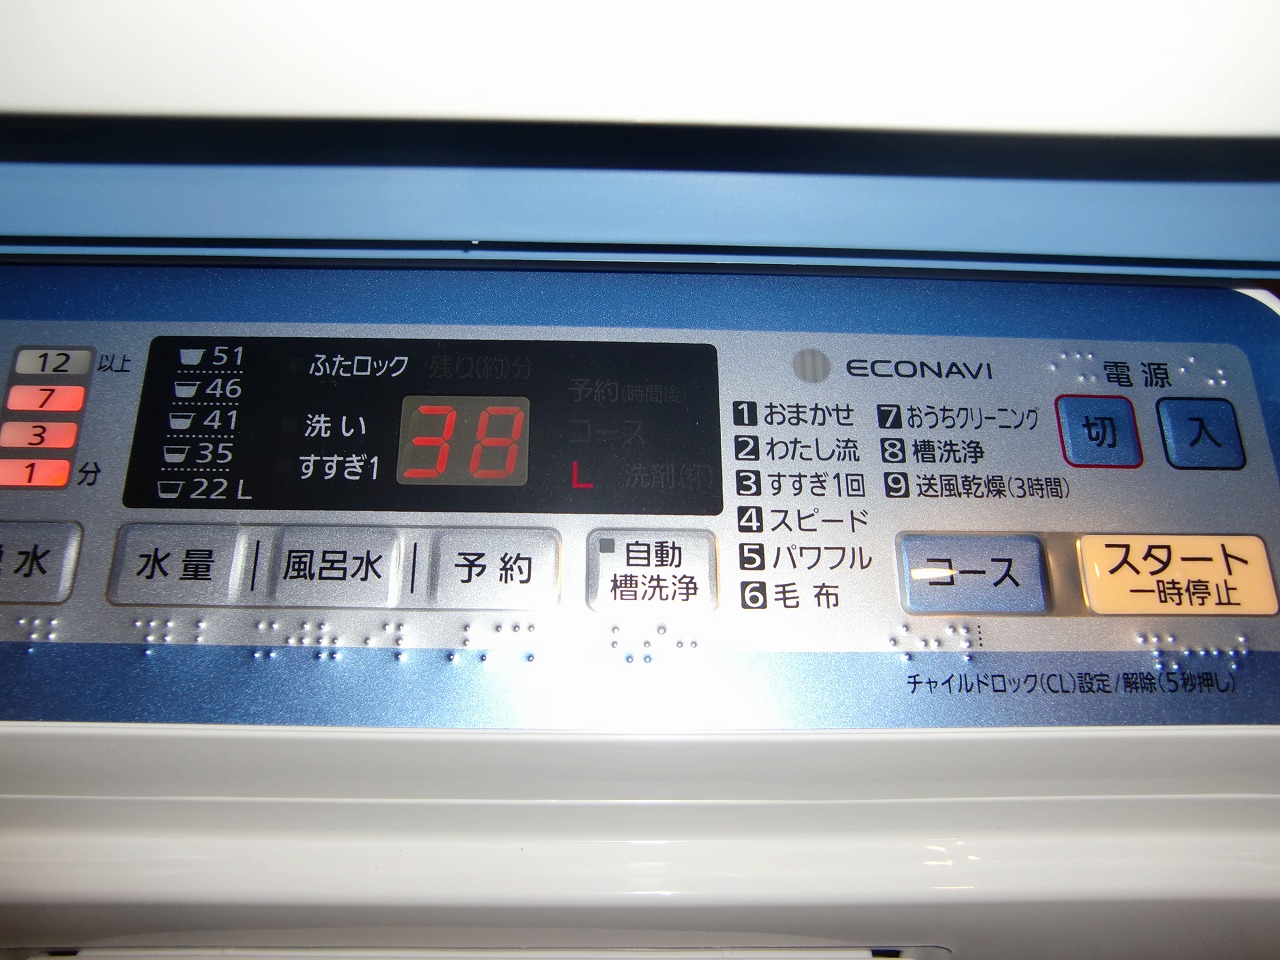 12 以上
7
3
1 分
水
51
46
41
35
22 L
ふたロック
残り(約)分
洗い
すすぎ1
38
予約(時間後)
コース
L 洗剤(杯)
水量
風呂水
予約
自動
槽洗浄
ECONAVI
1 おまかせ
2 わたし流
3 すすぎ1回
4 スピード
5 パワフル
6 毛布
7 おうちクリーニング
8 槽洗浄
9 送風乾燥(3時間)
電源
切
入
コース
スタート
一時停止
チャイルドロック(CL)設定/解除(5秒押し)